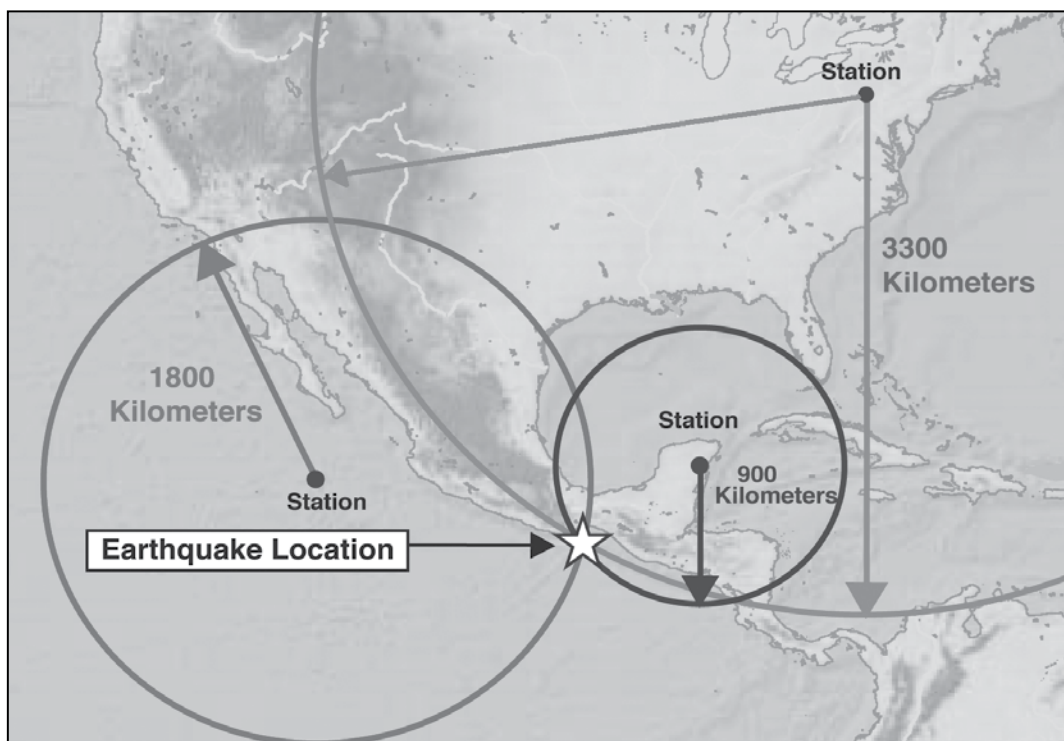 Station
3300
Kilometers
1800
Kilometers
Station
900
Kilometers
Station
Earthquake Location